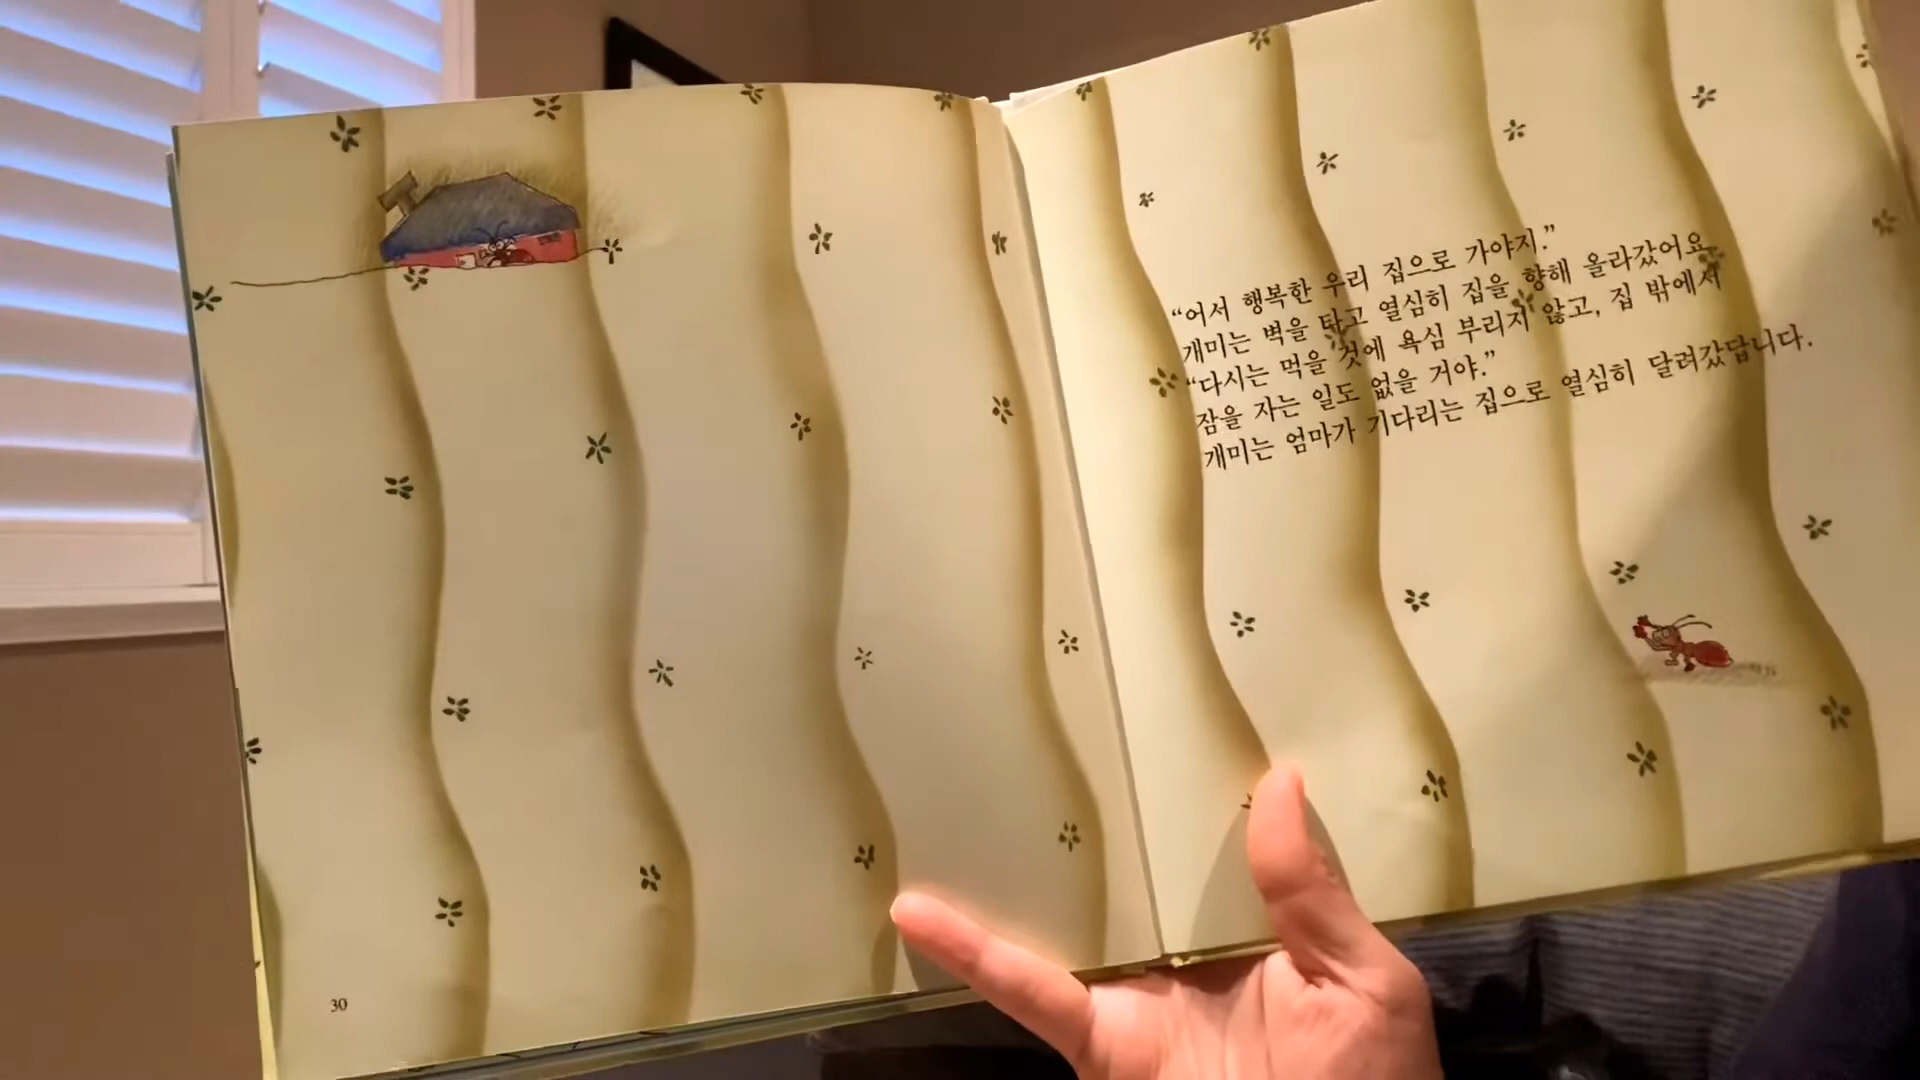 “어서 행복한 우리 집으로 가야지.”
개미는 벽을 타고 열심히 집을 향해 올라갔어요.
“다시는 먹을 것에 욕심 부리지 않고, 집 밖에서
잠을 자는 일도 없을 거야.”
개미는 엄마가 기다리는 집으로 열심히 달려갔답니다.
30